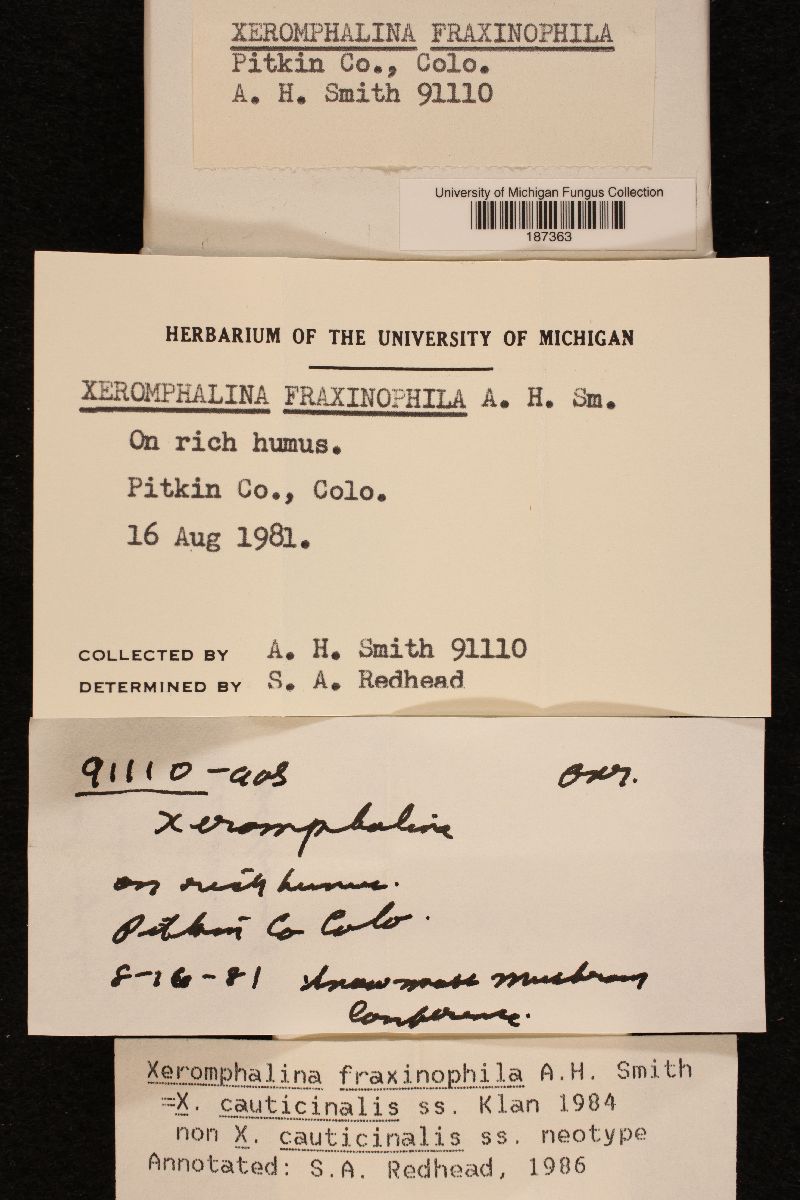 XEROMPHALINA FRAXINOPHILA
Pitkin Co., Colo.
A. H. Smith 91110
University of Michigan Fungus Collection
187363
HERBARIUM OF THE UNIVERSITY OF MICHIGAN
XEROMPHALINA FRAXINOPHILA A. H. Sm.
On rich humus.
Pitkin Co., Colo.
16 Aug 1981.
COLLECTED BY A. H. Smith 91110
DETERMINED BY S. A. Redhead
91110-aos
Xeromphalina
on rich humus.
Pitkin Co Colo.
8-16-81 Snowmass Mushroom
Conference.
Xeromphalina fraxinophila A.H. Smith
=X. cauticinalis ss. Klan 1984
non X. cauticinalis ss. neotype
Annotated: S.A. Redhead, 1986